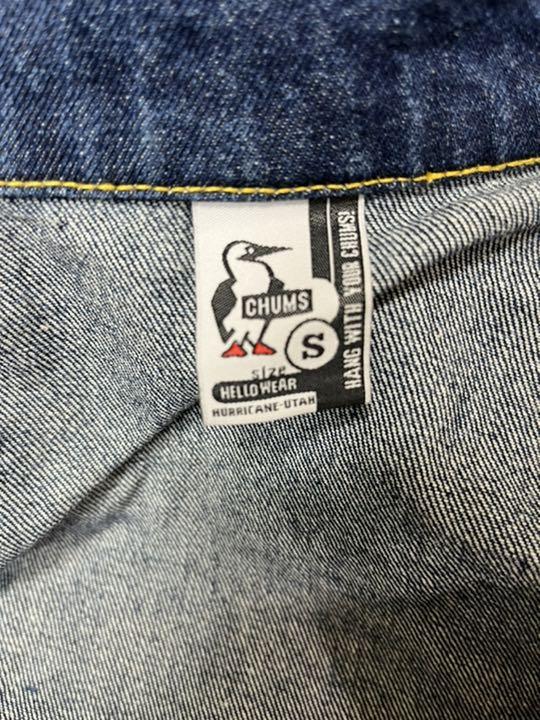 CHUMS
S
size
HELLO WEAR
HURRICANE-UTAH
HANG WITH YOUR CHUMS!